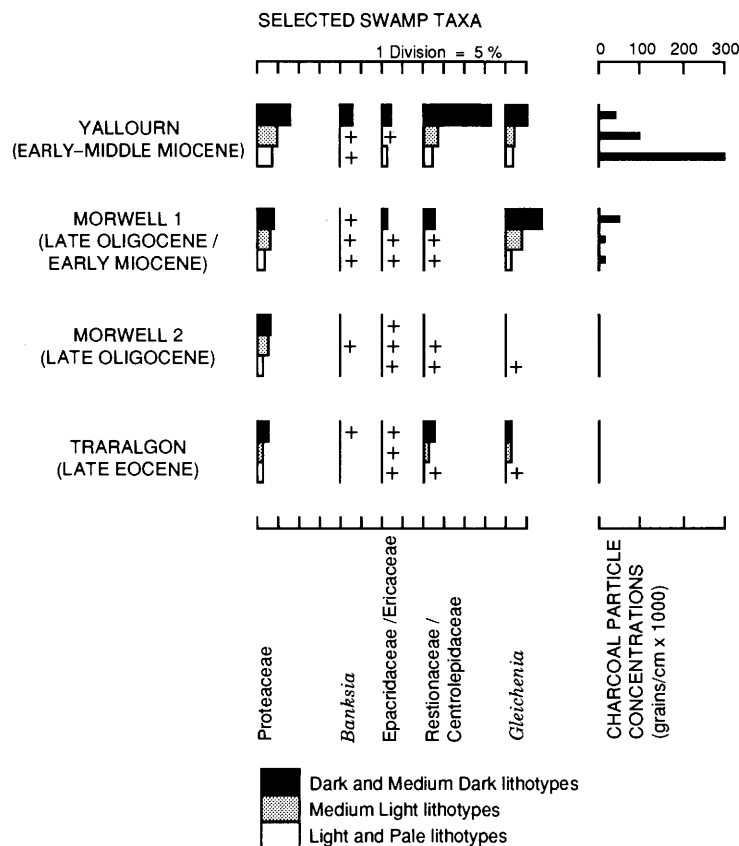 SELECTED SWAMP TAXA
1 Division = 5 %
0 100 200 300
YALLOURN
(EARLY–MIDDLE MIOCENE)
+ +
+
MORWELL 1
(LATE OLIGOCENE /
EARLY MIOCENE)
+
+ + +
+ + +
MORWELL 2
(LATE OLIGOCENE)
+
+ + +
+ + +
TRARALGON
(LATE EOCENE)
+ +
+
+ + +
Proteaceae
Banksia
Epacridaceae /Ericaceae
Restionaceae /
Centrolepidaceae
Gleichenia
CHARCOAL PARTICLE
CONCENTRATIONS
(grains/cm x 1000)
Dark and Medium Dark lithotypes
Medium Light lithotypes
Light and Pale lithotypes